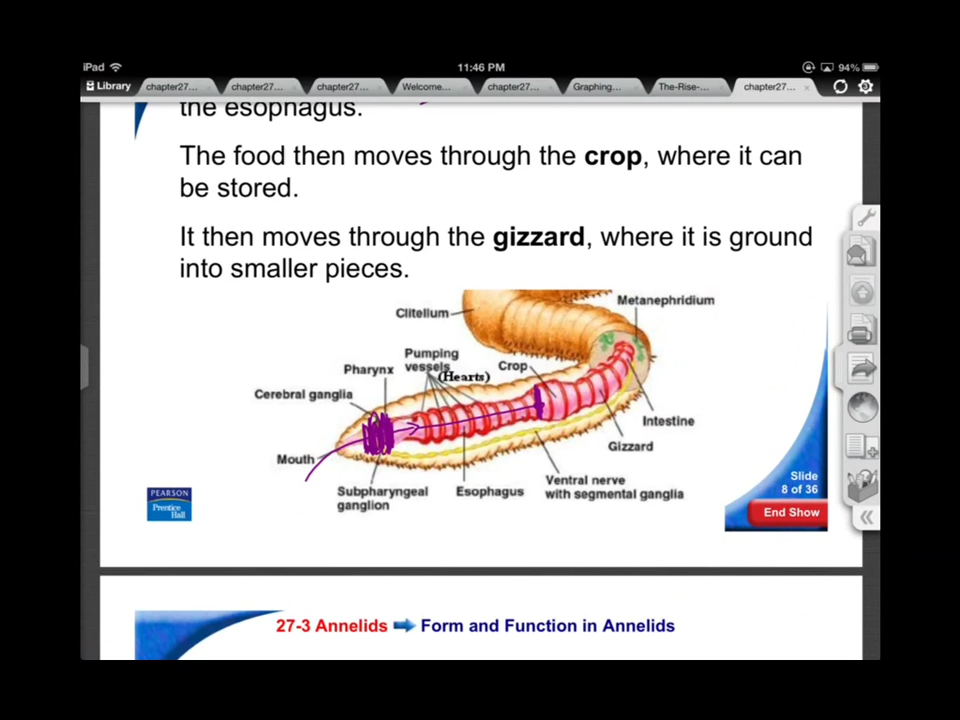 iPad 11:46 PM 94%
Library chapter27... chapter27... chapter27... Welcome... chapter27... Graphing... The-Rise-... chapter27...
the esophagus.
The food then moves through the crop, where it can
be stored.
It then moves through the gizzard, where it is ground
into smaller pieces.
Metanephridium
Clitellum
Pumping
vessels
(Hearts)
Crop
Pharynx
Cerebral ganglia
Intestine
Gizzard
Mouth
Ventral nerve
with segmental ganglia
Subpharyngeal
ganglion
Esophagus
PEARSON
Prentice
Hall
Slide
8 of 36
End Show
27-3 Annelids Form and Function in Annelids